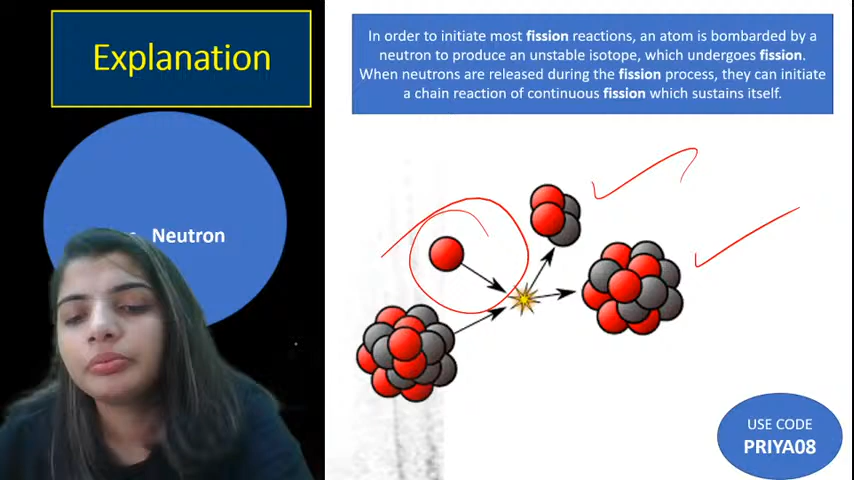 Explanation
Neutron
In order to initiate most fission reactions, an atom is bombarded by a
neutron to produce an unstable isotope, which undergoes fission.
When neutrons are released during the fission process, they can initiate
a chain reaction of continuous fission which sustains itself.
USE CODE
PRIYA08